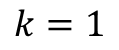 k = 1